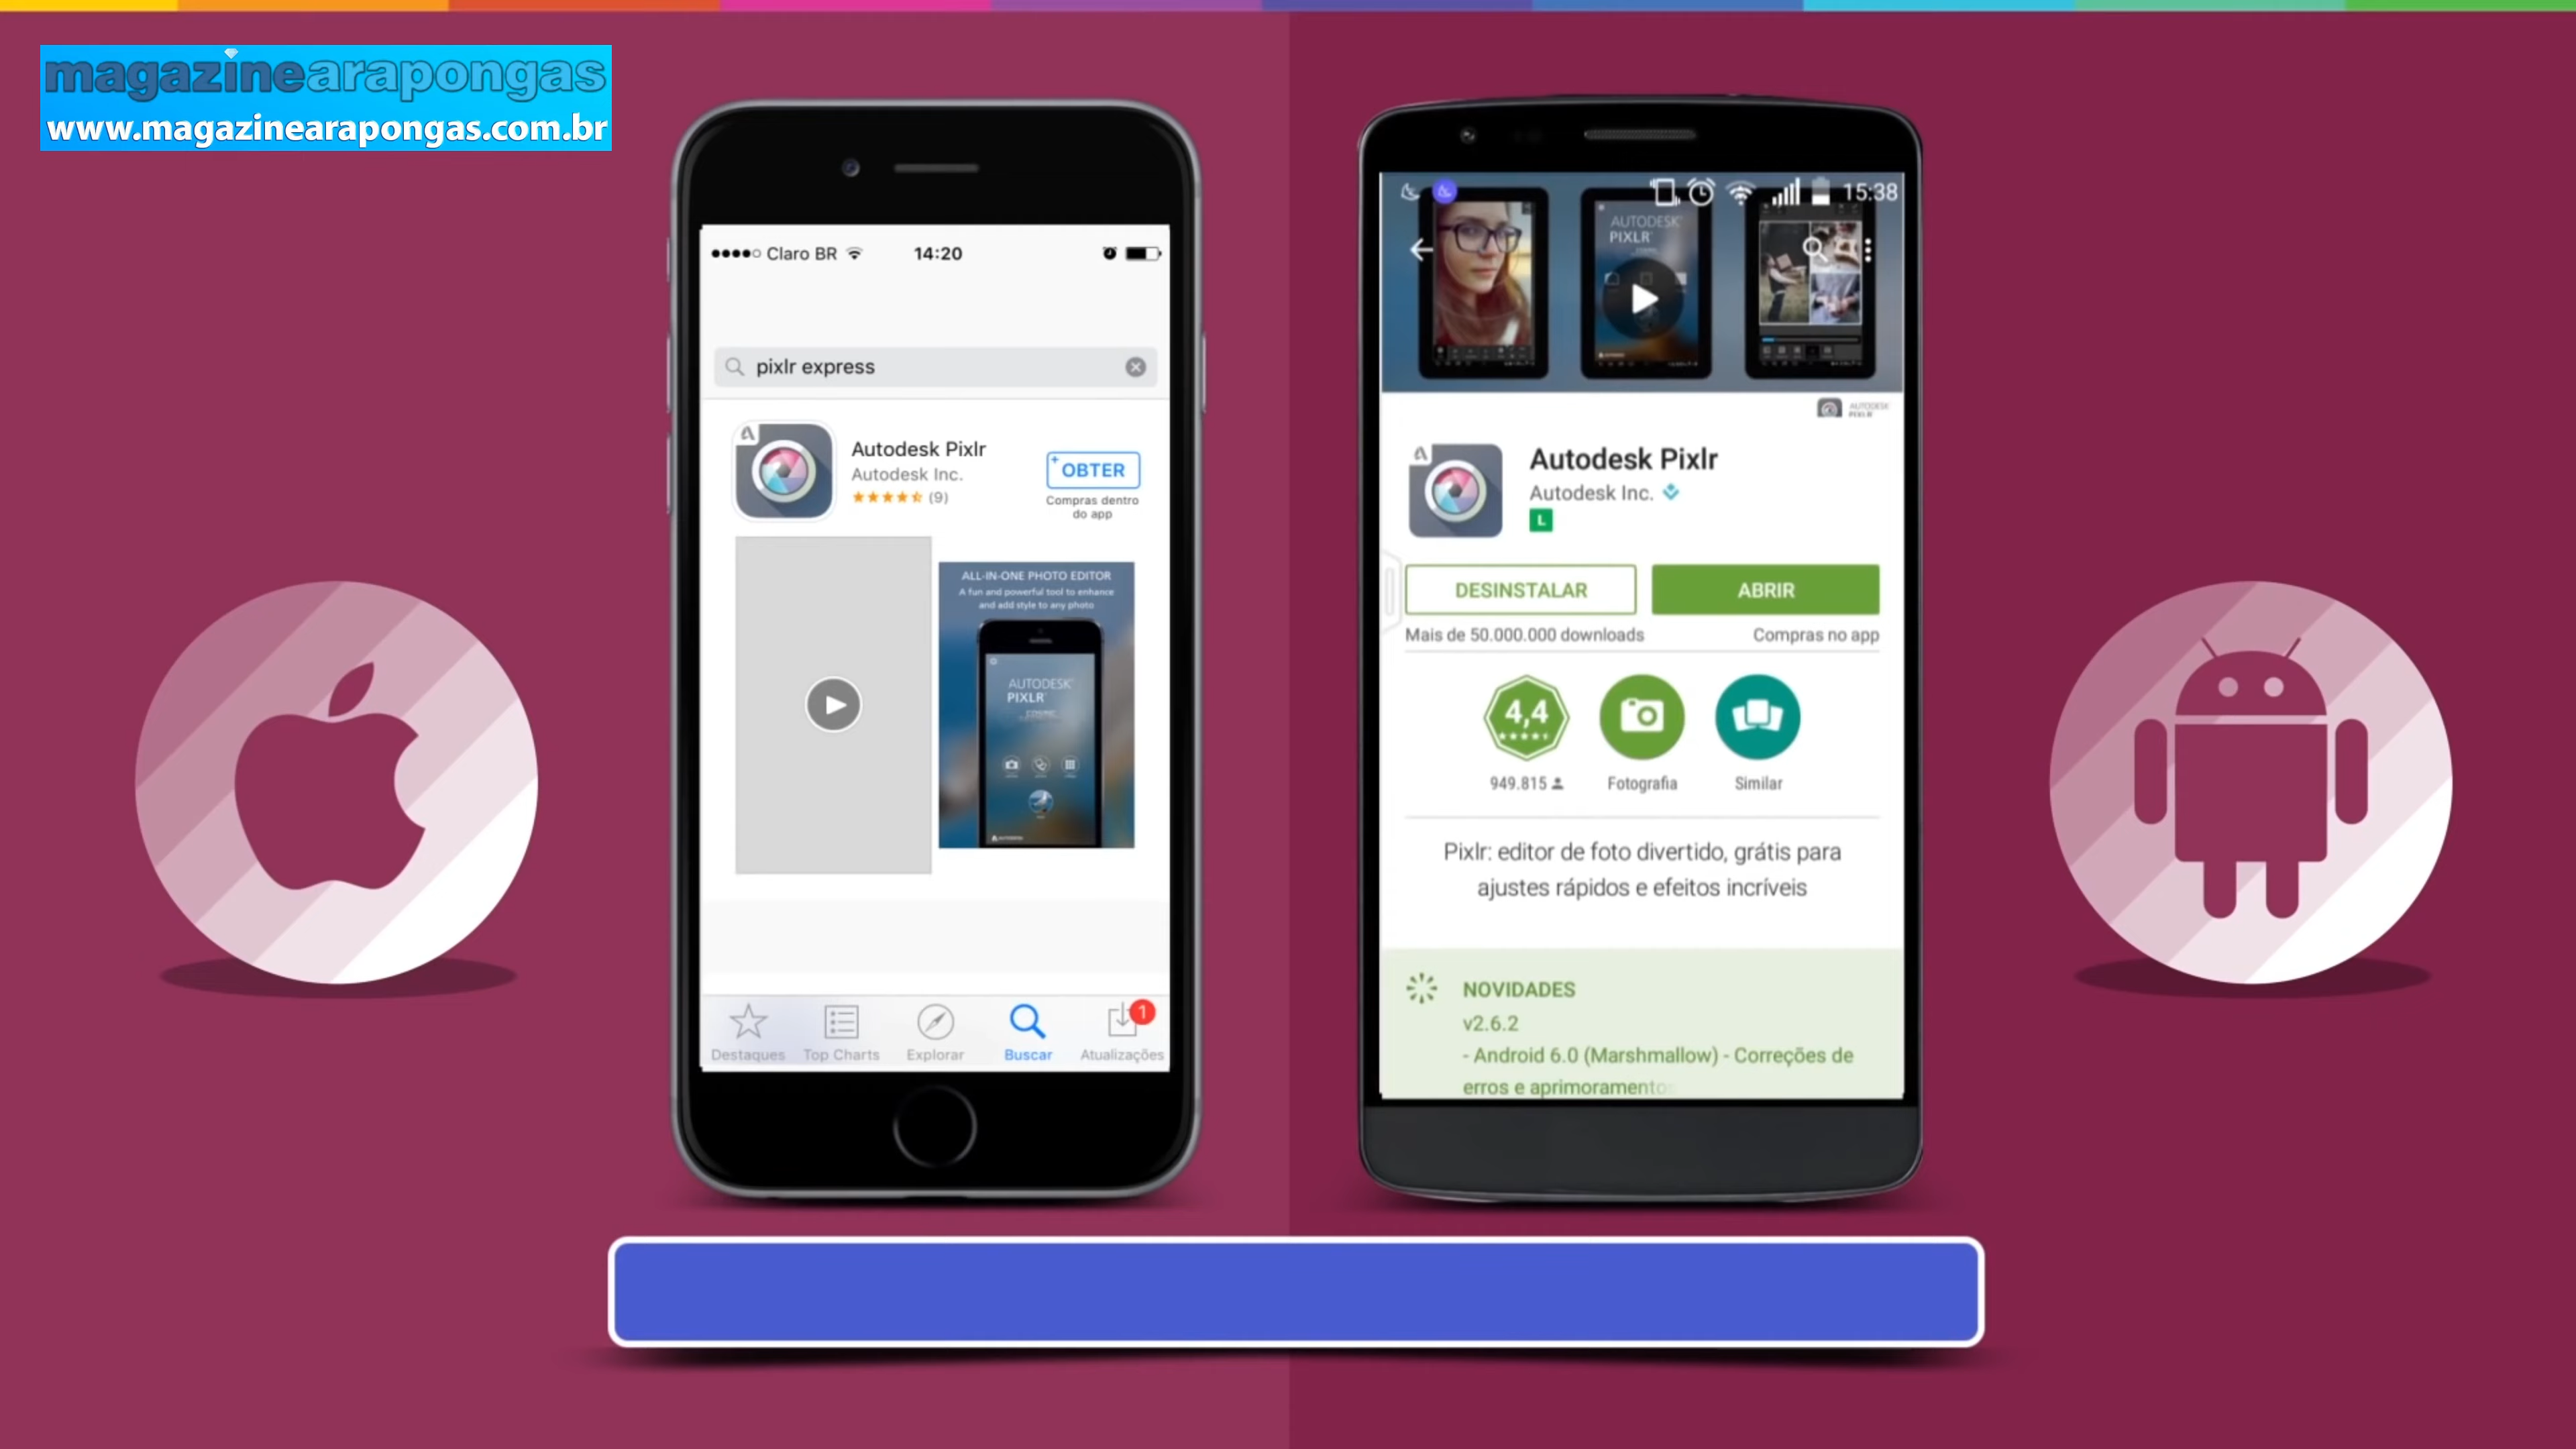 magazinearapongas
www.magazinearapongas.com.br
Claro BR
14:20
pixlr express
Autodesk Pixlr
Autodesk Inc.
(9)
+ OBTER
Compras dentro
do app
ALL-IN-ONE PHOTO EDITOR
A fun and powerful tool to enhance
and add style to any photo
AUTODESK
PIXLR
Destaques
Top Charts
Explorar
Buscar
Atualizações
1
15:38
AUTODESK
PIXLR
AUTODESK
PIXLR
Autodesk Pixlr
Autodesk Inc.
L
DESINSTALAR
ABRIR
Mais de 50.000.000 downloads
Compras no app
4,4
949.815
Fotografia
Similar
Pixlr: editor de foto divertido, grátis para
ajustes rápidos e efeitos incríveis
NOVIDADES
v2.6.2
- Android 6.0 (Marshmallow) - Correções de
erros e aprimoramentos